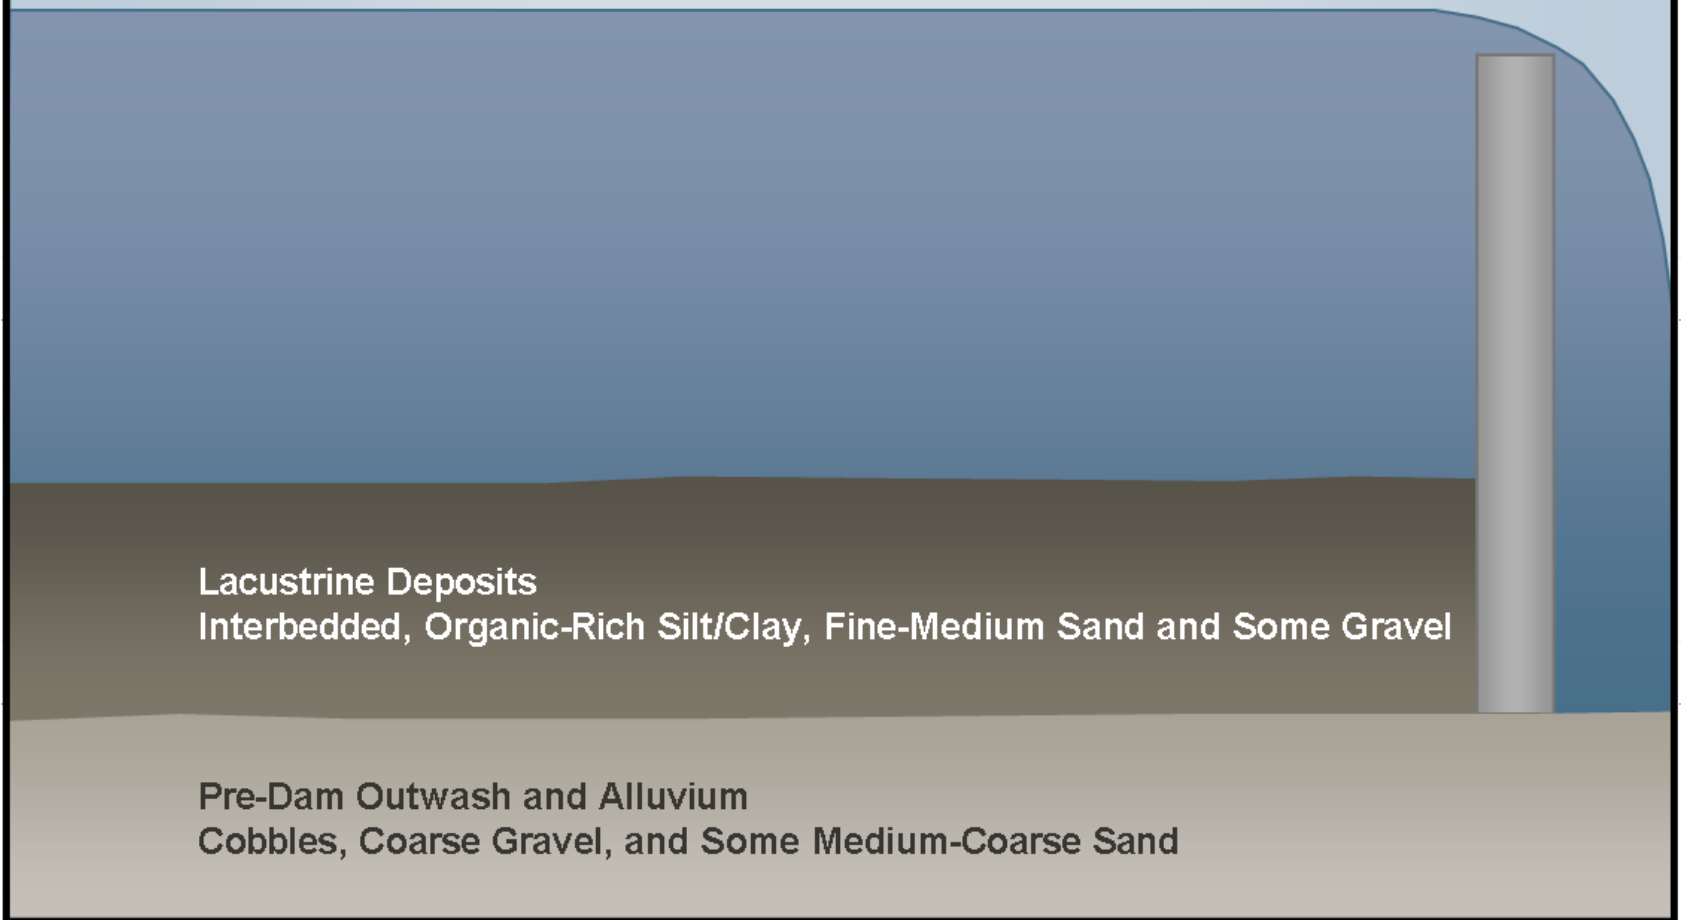 Lacustrine Deposits
Interbedded, Organic-Rich Silt/Clay, Fine-Medium Sand and Some Gravel
Pre-Dam Outwash and Alluvium
Cobbles, Coarse Gravel, and Some Medium-Coarse Sand